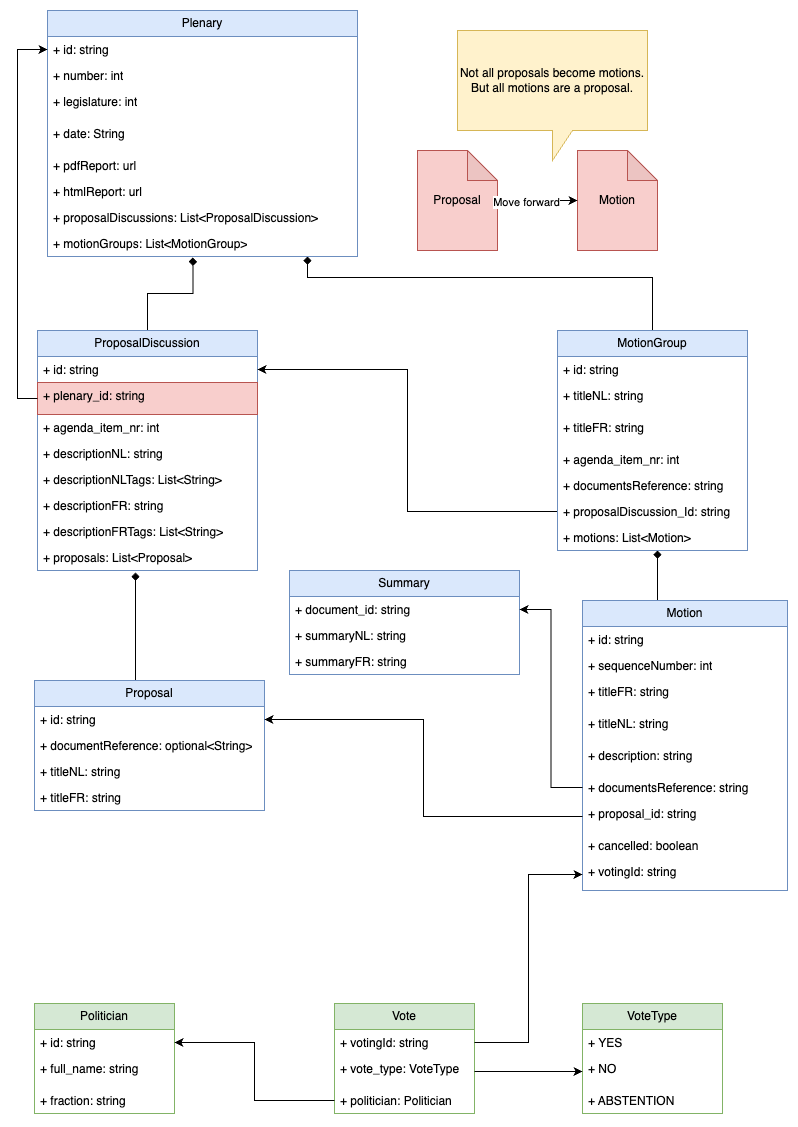 Plenary
+ id: string
+ number: int
+ legislature: int
+ date: String
+ pdfReport: url
+ htmlReport: url
+ proposalDiscussions: List<ProposalDiscussion>
+ motionGroups: List<MotionGroup>
Not all proposals become motions.
But all motions are a proposal.
Proposal
Move forward
Motion
ProposalDiscussion
+ id: string
+ plenary_id: string
+ agenda_item_nr: int
+ descriptionNL: string
+ descriptionNLTags: List<String>
+ descriptionFR: string
+ descriptionFRTags: List<String>
+ proposals: List<Proposal>
MotionGroup
+ id: string
+ titleNL: string
+ titleFR: string
+ agenda_item_nr: int
+ documentsReference: string
+ proposalDiscussion_Id: string
+ motions: List<Motion>
Summary
+ document_id: string
+ summaryNL: string
+ summaryFR: string
Motion
+ id: string
+ sequenceNumber: int
+ titleFR: string
+ titleNL: string
+ description: string
+ documentsReference: string
+ proposal_id: string
+ cancelled: boolean
+ votingId: string
Proposal
+ id: string
+ documentReference: optional<String>
+ titleNL: string
+ titleFR: string
Politician
+ id: string
+ full_name: string
+ fraction: string
Vote
+ votingId: string
+ vote_type: VoteType
+ politician: Politician
VoteType
+ YES
+ NO
+ ABSTENTION